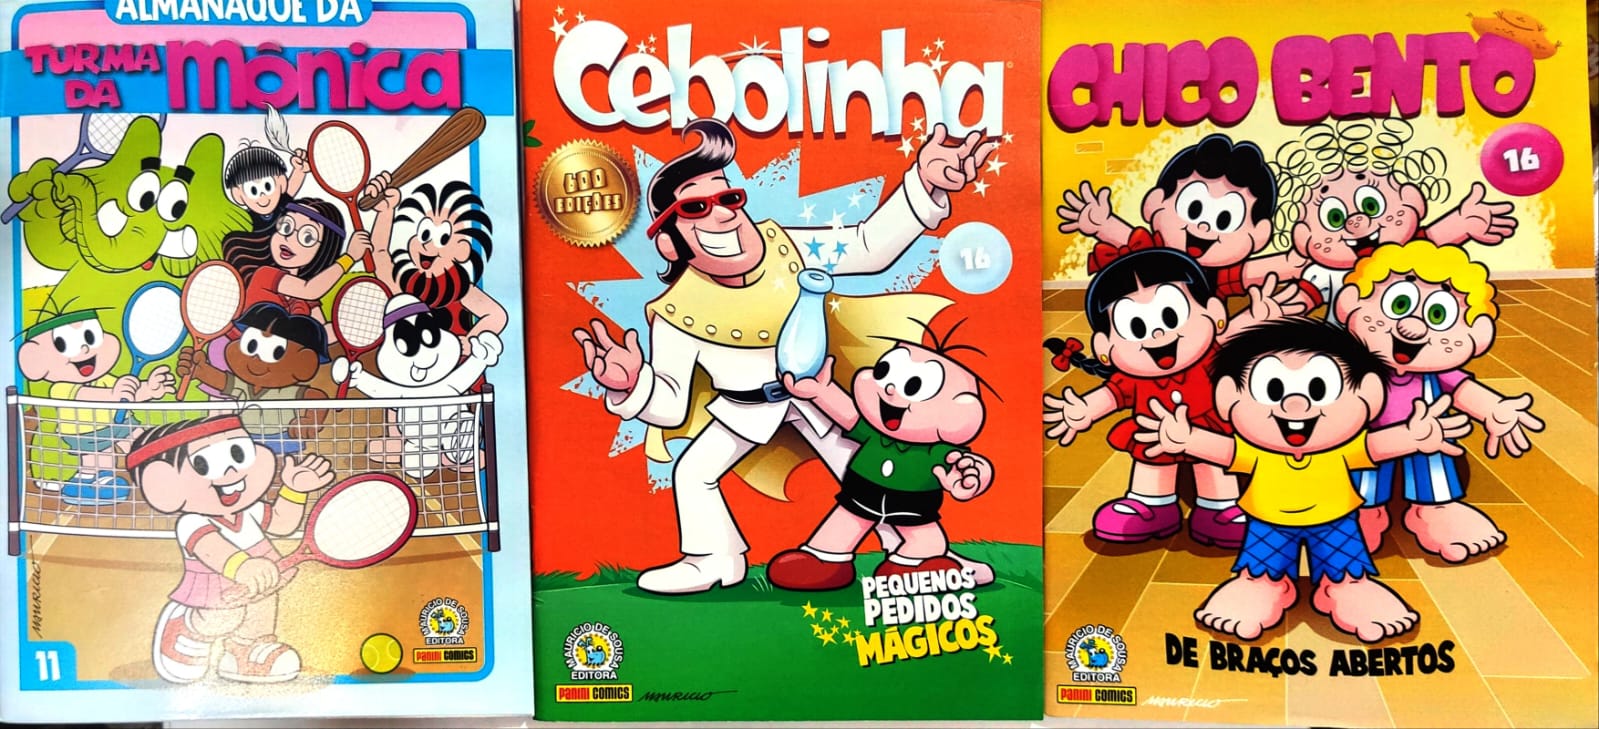 ALMANAQUE DA
TURMA
DA
Mônica
MAURICIO
11
MAURICIO DE SOUSA
EDITORA
PANINI COMICS
Cebolinha
600
EDIÇÕES
16
PEQUENOS
PEDIDOS
MÁGICOS
MAURICIO DE SOUSA
EDITORA
PANINI COMICS
MAURICIO
CHICO BENTO
16
DE BRAÇOS ABERTOS
MAURICIO DE SOUSA
EDITORA
PANINI COMICS
MAURICIO